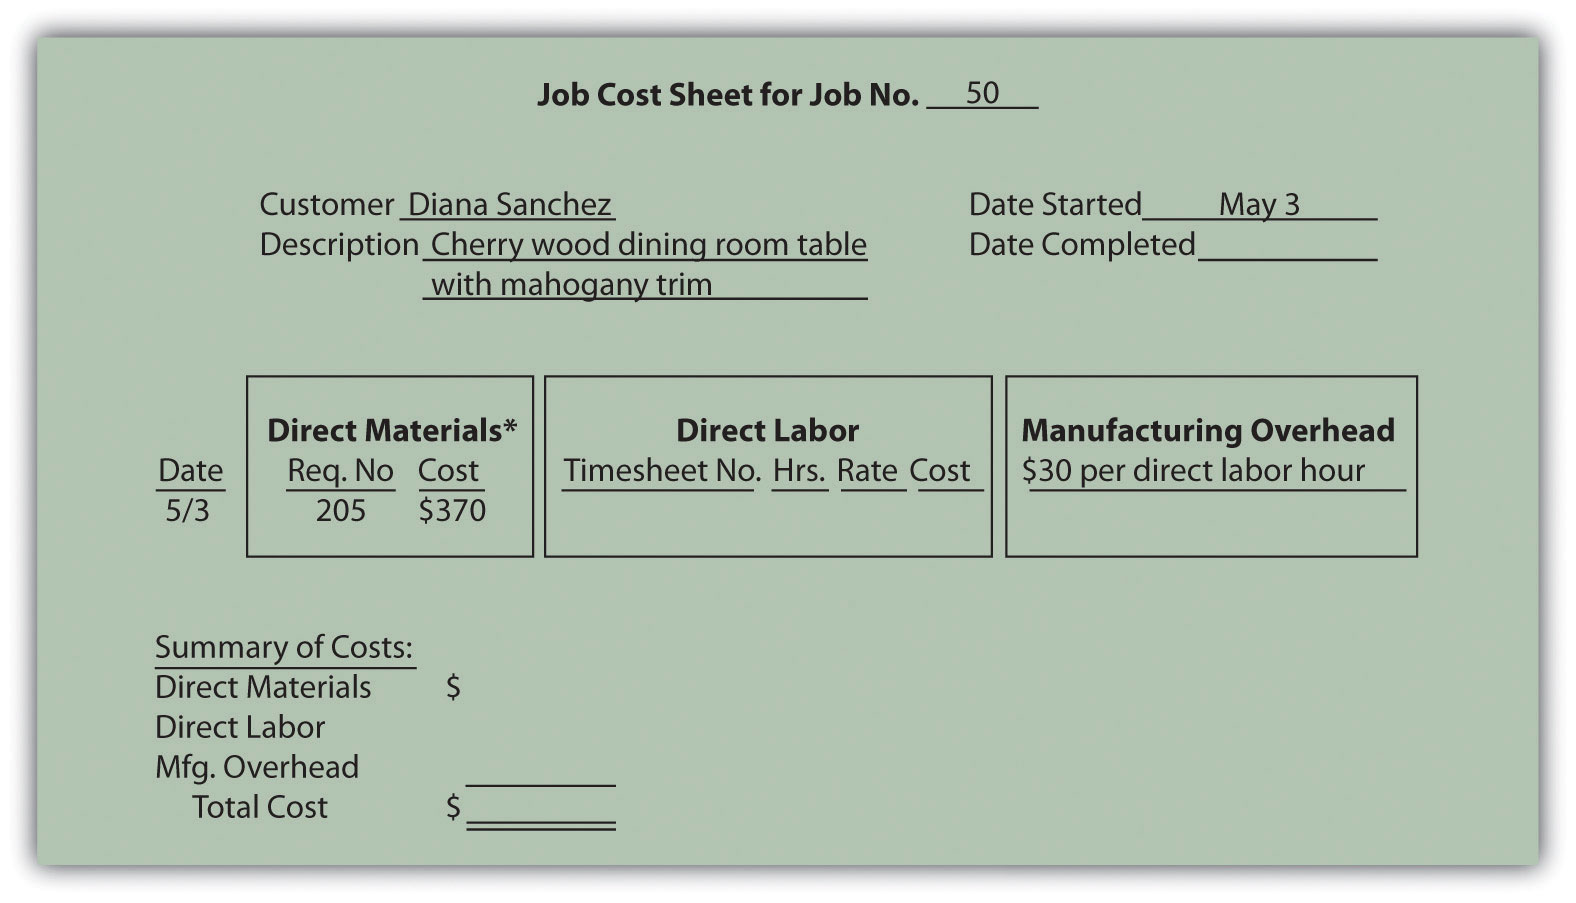 Job Cost Sheet for Job No. 50
Customer Diana Sanchez Date Started May 3
Description Cherry wood dining room table Date Completed
with mahogany trim
Direct Materials* Direct Labor Manufacturing Overhead
Date Req. No Cost Timesheet No. Hrs. Rate Cost $30 per direct labor hour
5/3 205 $370
Summary of Costs:
Direct Materials $
Direct Labor
Mfg. Overhead
Total Cost $